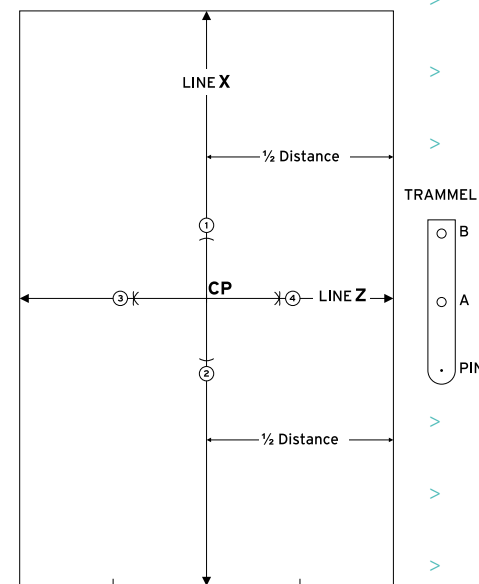 >
LINE X
>
½ Distance
>
TRAMMEL
B
1
CP
3
4
LINE Z
A
2
PIN
>
½ Distance
>
>